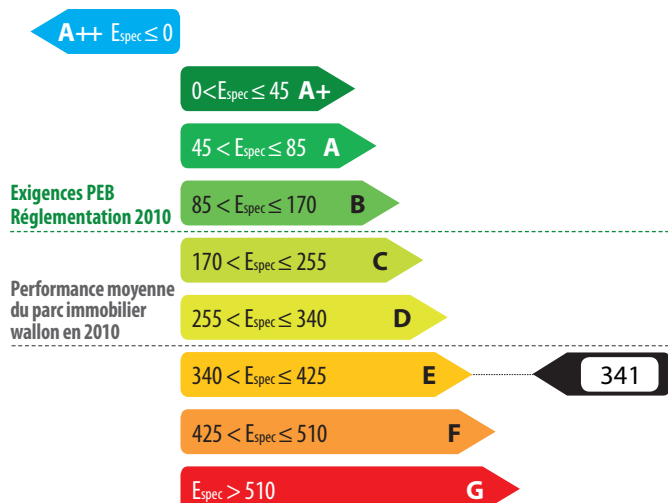 A++ Espec ≤ 0
0<Espec ≤ 45 A+
45 < Espec ≤ 85 A
Exigences PEB
Réglementation 2010
85 < Espec ≤ 170 B
170 < Espec ≤ 255 C
Performance moyenne
du parc immobilier
wallon en 2010
255 < Espec ≤ 340 D
340 < Espec ≤ 425 E
341
425 < Espec ≤ 510 F
Espec > 510 G